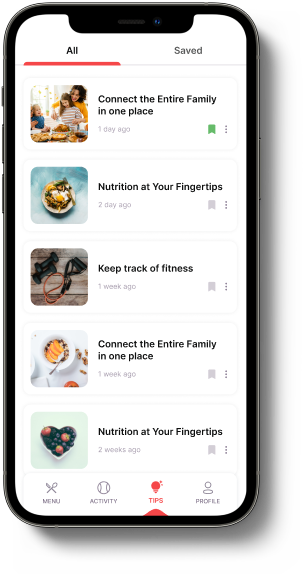 All Saved
Connect the Entire Family
in one place
1 day ago
Nutrition at Your Fingertips
2 day ago
Keep track of fitness
1 week ago
Connect the Entire Family
in one place
1 week ago
Nutrition at Your Fingertips
2 weeks ago
MENU ACTIVITY TIPS PROFILE